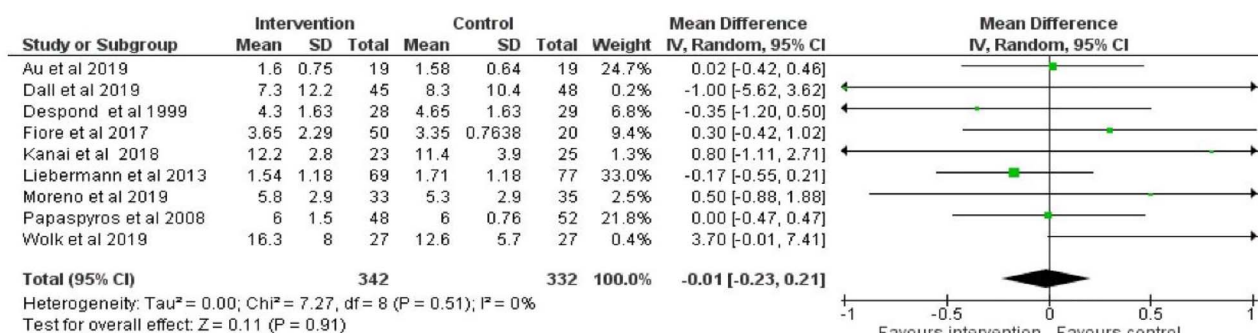 Intervention Control Mean Difference Mean Difference
Study or Subgroup Mean SD Total Mean SD Total Weight IV, Random, 95% CI IV, Random, 95% CI
Au et al 2019 1.6 0.75 19 1.58 0.64 19 24.7% 0.02 [-0.42, 0.46]
Dall et al 2019 7.3 12.2 45 8.3 10.4 48 0.2% -1.00 [-5.62, 3.62]
Despond et al 1999 4.3 1.63 28 4.65 1.63 29 6.8% -0.35 [-1.20, 0.50]
Fiore et al 2017 3.65 2.29 50 3.35 0.7638 20 9.4% 0.30 [-0.42, 1.02]
Kanai et al 2018 12.2 2.8 23 11.4 3.9 25 1.3% 0.80 [-1.11, 2.71]
Liebermann et al 2013 1.54 1.18 69 1.71 1.18 77 33.0% -0.17 [-0.55, 0.21]
Moreno et al 2019 5.8 2.9 33 5.3 2.9 35 2.5% 0.50 [-0.88, 1.88]
Papaspyros et al 2008 6 1.5 48 6 0.76 52 21.8% 0.00 [-0.47, 0.47]
Wolk et al 2019 16.3 8 27 12.6 5.7 27 0.4% 3.70 [-0.01, 7.41]
Total (95% CI) 342 332 100.0% -0.01 [-0.23, 0.21]
Heterogeneity: Tau² = 0.00; Chi² = 7.27, df = 8 (P = 0.51); I² = 0%
Test for overall effect: Z = 0.11 (P = 0.91)
-1 -0.5 0 0.5 1
Favours intervention Favours control